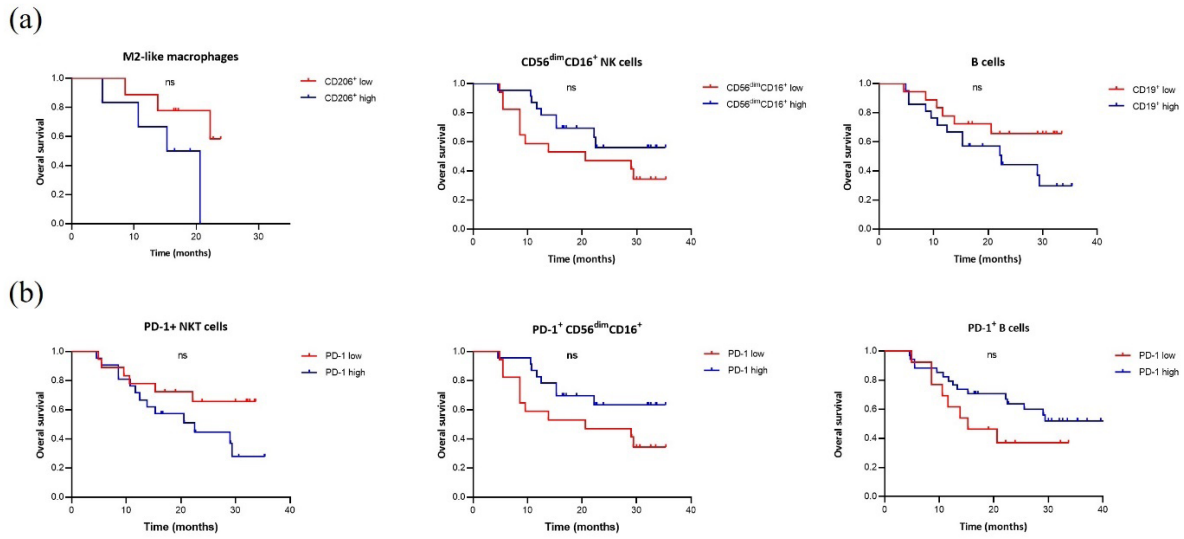 (a)
M2-like macrophages
ns
CD206⁺ low
CD206⁺ high
Overal survival
1.0
0.8
0.6
0.4
0.2
0.0
0 10 20 30
Time (months)
CD56ᵈⁱᵐCD16⁺ NK cells
ns
CD56ᵈⁱᵐCD16⁺ low
CD56ᵈⁱᵐCD16⁺ high
Overal survival
1.0
0.8
0.6
0.4
0.2
0.0
0 10 20 30 40
Time (months)
B cells
ns
CD19⁺ low
CD19⁺ high
Overal survival
1.0
0.8
0.6
0.4
0.2
0.0
0 10 20 30 40
Time (months)
(b)
PD-1+ NKT cells
ns
PD-1 low
PD-1 high
Overal survival
1.0
0.8
0.6
0.4
0.2
0.0
0 10 20 30 40
Time (months)
PD-1⁺ CD56ᵈⁱᵐCD16⁺
ns
PD-1 low
PD-1 high
Overal survival
1.0
0.8
0.6
0.4
0.2
0.0
0 10 20 30 40
Time (months)
PD-1⁺ B cells
ns
PD-1 low
PD-1 high
Overal survival
1.0
0.8
0.6
0.4
0.2
0.0
0 10 20 30 40
Time (months)